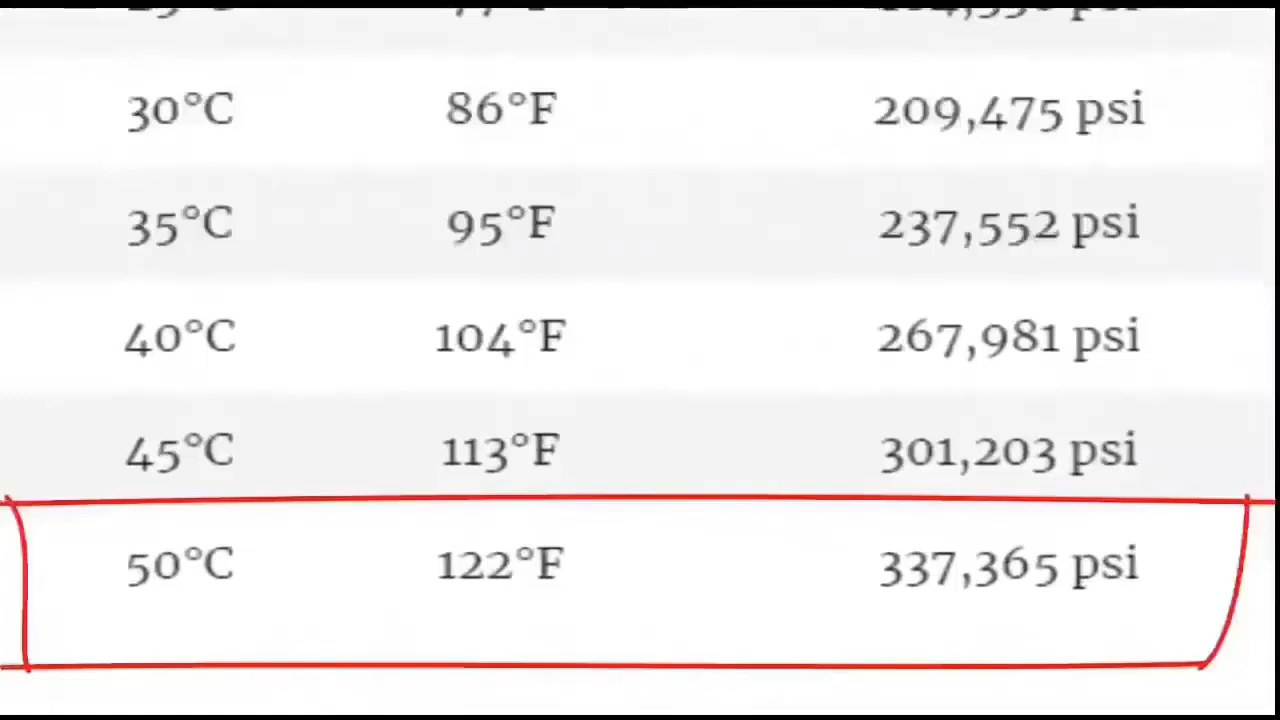 30°C 86°F 209,475 psi
35°C 95°F 237,552 psi
40°C 104°F 267,981 psi
45°C 113°F 301,203 psi
50°C 122°F 337,365 psi